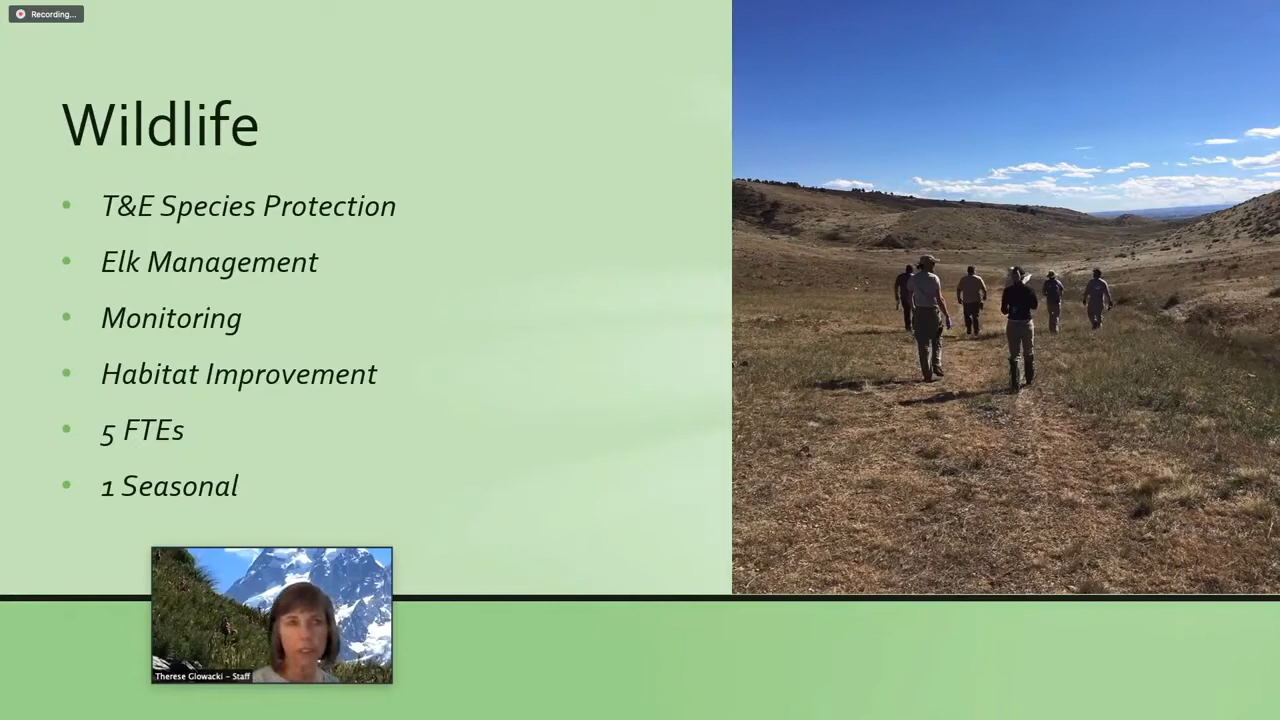 Recording...
Wildlife
T&E Species Protection
Elk Management
Monitoring
Habitat Improvement
5 FTEs
1 Seasonal
Therese Glowacki – Staff